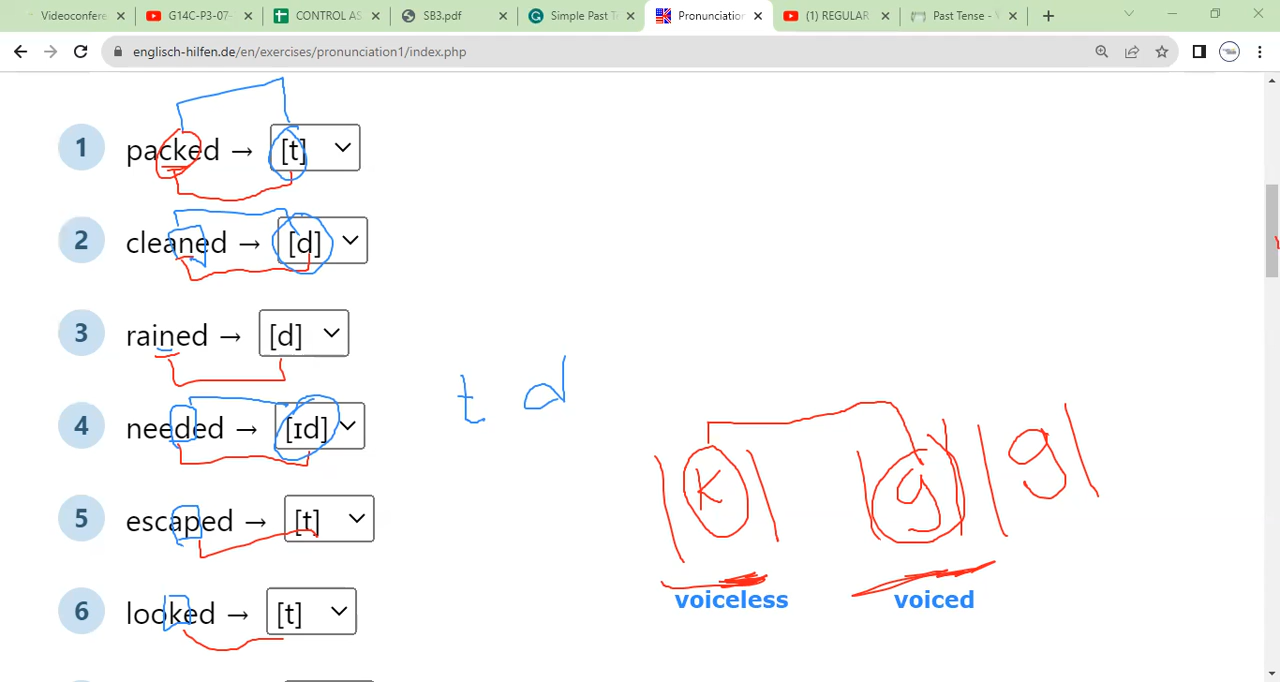 Videoconfere
G14C-P3-07-
CONTROL AS
SB3.pdf
Simple Past T
Pronunciation
(1) REGULAR
Past Tense - V
englisch-hilfen.de/en/exercises/pronunciation1/index.php
1 packed → [t]
2 cleaned → [d]
3 rained → [d]
4 needed → [ɪd]
5 escaped → [t]
6 looked → [t]
t d
|k| |g| |g|
voiceless voiced